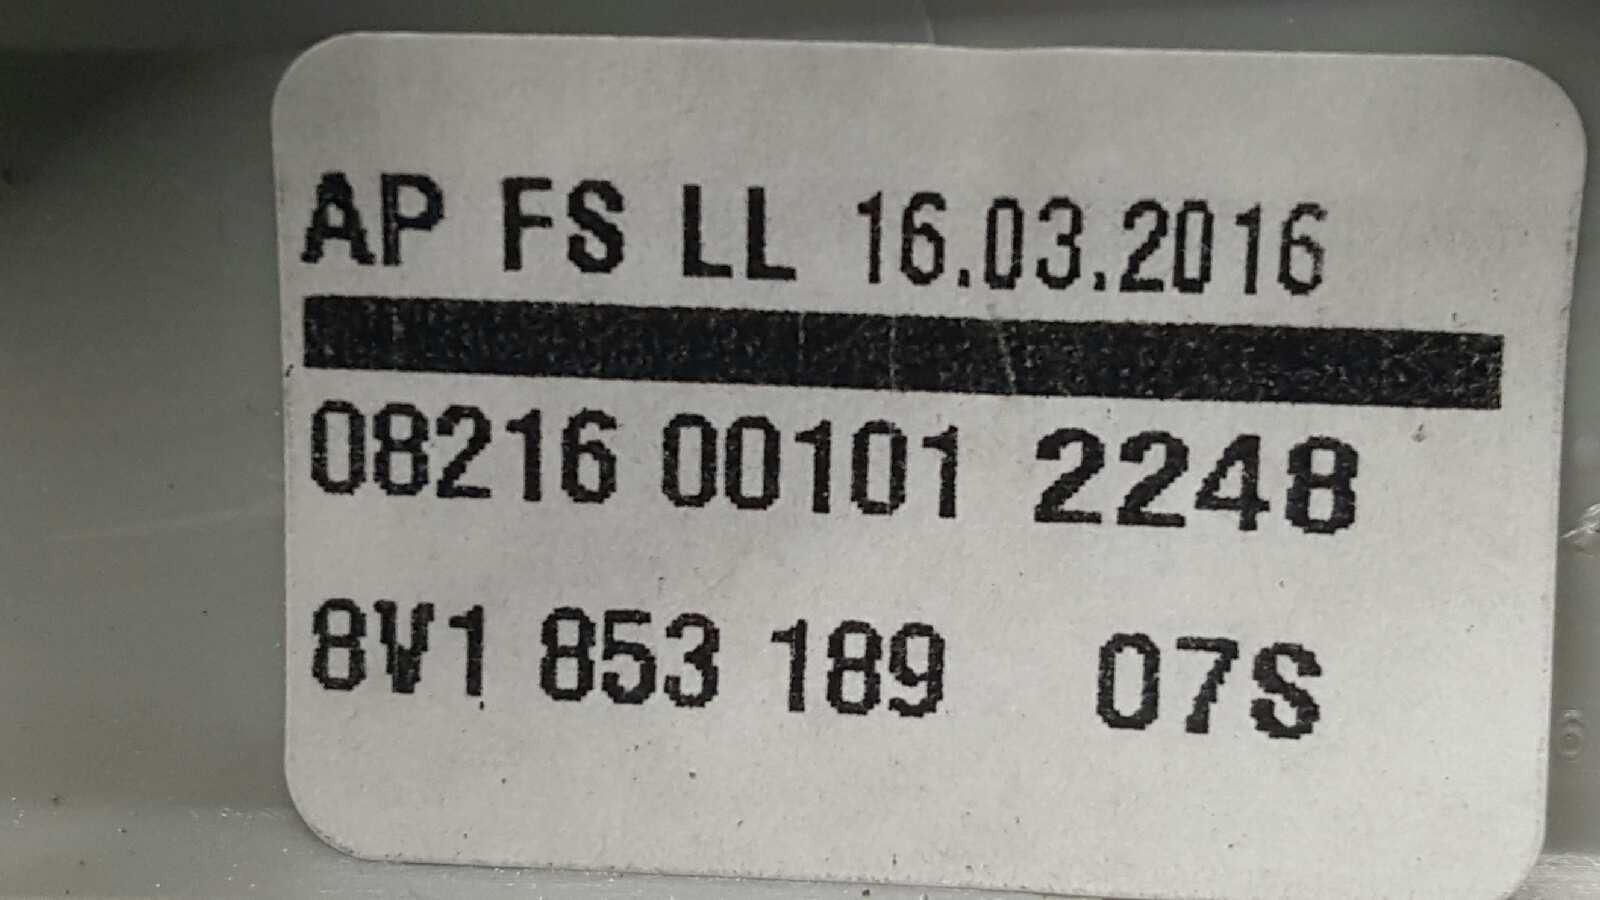 AP FS LL 16.03.2016
08216 00101 2248
8V1 853 189 07S